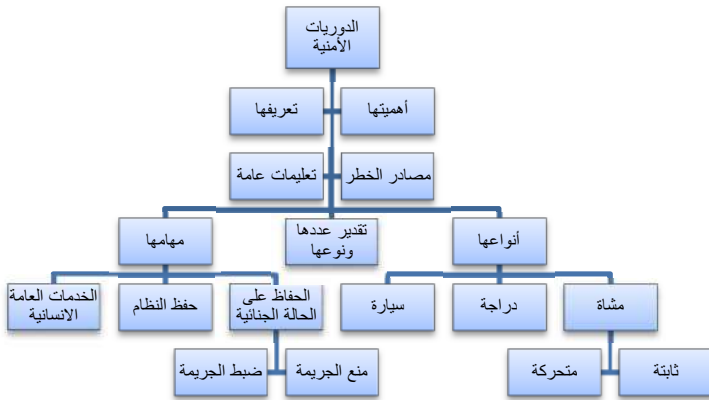 الدوريات
الأمنية
أهميتها
تعريفها
مصادر الخطر
تعليمات عامة
أنواعها
تقدير عددها
ونوعها
مهامها
مشاة
دراجة
سيارة
الحفاظ على
الحالة الجنائية
حفظ النظام
الخدمات العامة
الانسانية
ثابتة
متحركة
منع الجريمة
ضبط الجريمة